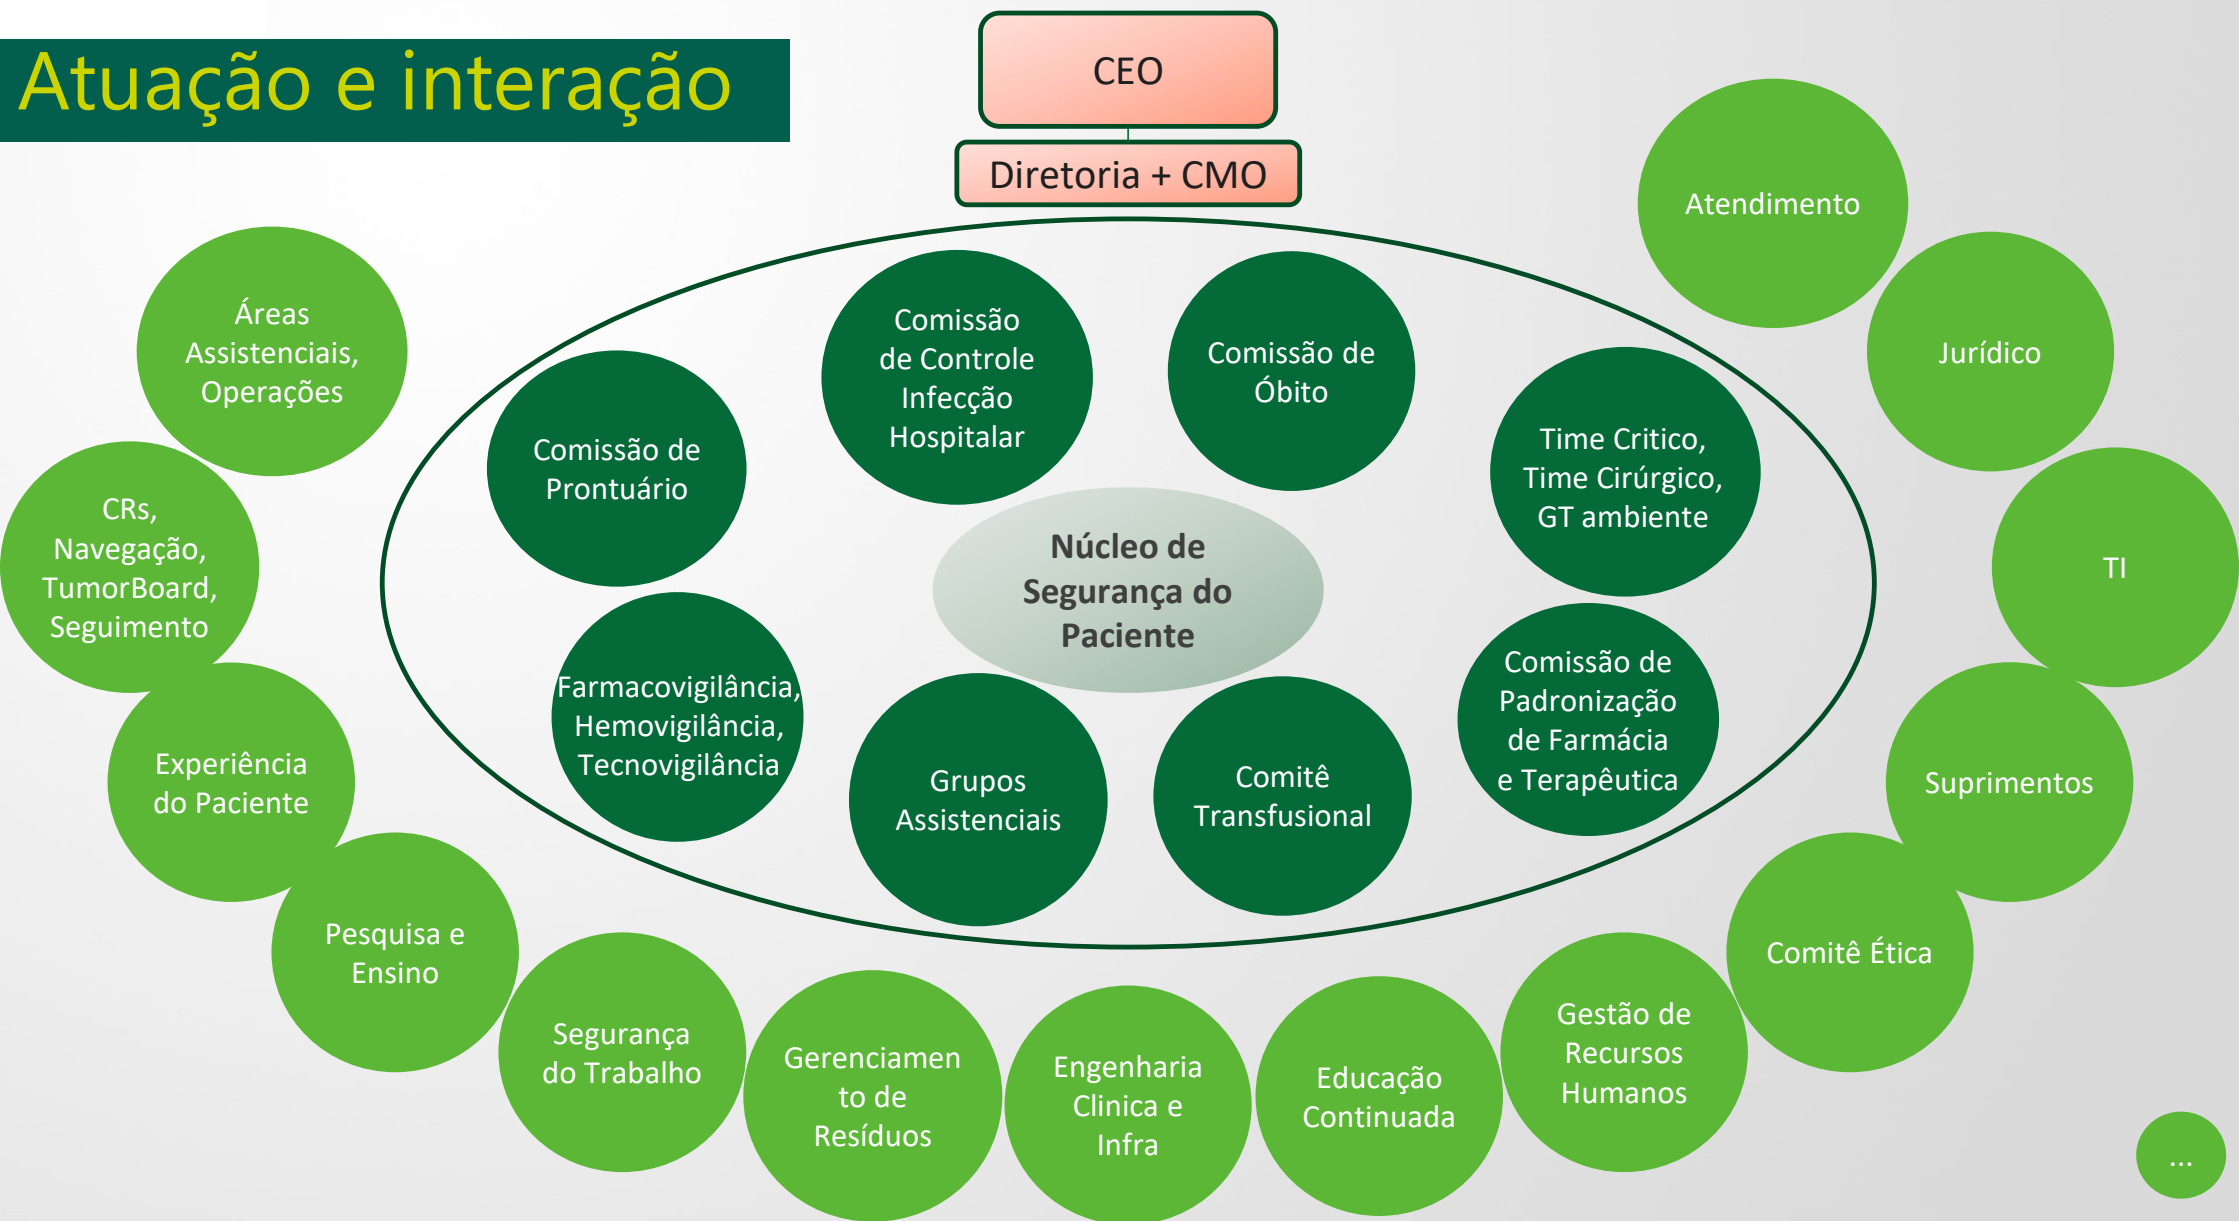 Atuação e interação
CEO
Diretoria + CMO
Áreas
Assistenciais,
Operações
CRs,
Navegação,
TumorBoard,
Seguimento
Experiência
do Paciente
Pesquisa e
Ensino
Segurança
do Trabalho
Gerenciamen
to de
Resíduos
Engenharia
Clinica e
Infra
Educação
Continuada
Gestão de
Recursos
Humanos
Comitê Ética
Suprimentos
TI
Jurídico
Atendimento
Comissão de
Prontuário
Comissão
de Controle
Infecção
Hospitalar
Comissão de
Óbito
Time Critico,
Time Cirúrgico,
GT ambiente
Comissão de
Padronização
de Farmácia
e Terapêutica
Comitê
Transfusional
Grupos
Assistenciais
Farmacovigilância,
Hemovigilância,
Tecnovigilância
Núcleo de
Segurança do
Paciente
...